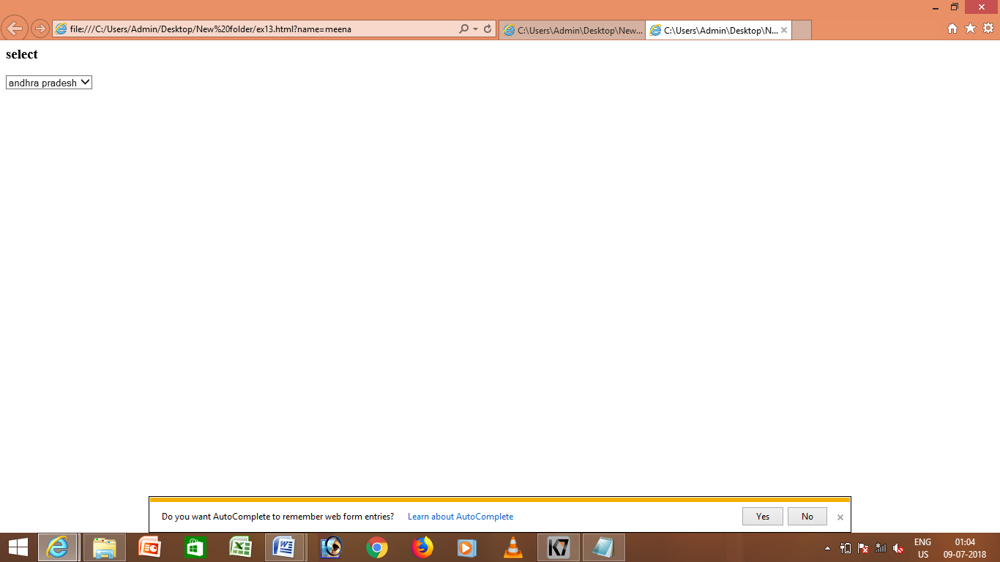 file:///C:/Users/Admin/Desktop/New%20folder/ex13.html?name=meena
C:\Users\Admin\Desktop\New...
C:\Users\Admin\Desktop\N...
select
andhra pradesh
Do you want AutoComplete to remember web form entries? Learn about AutoComplete Yes No
K7
ENG 01:04
US 09-07-2018